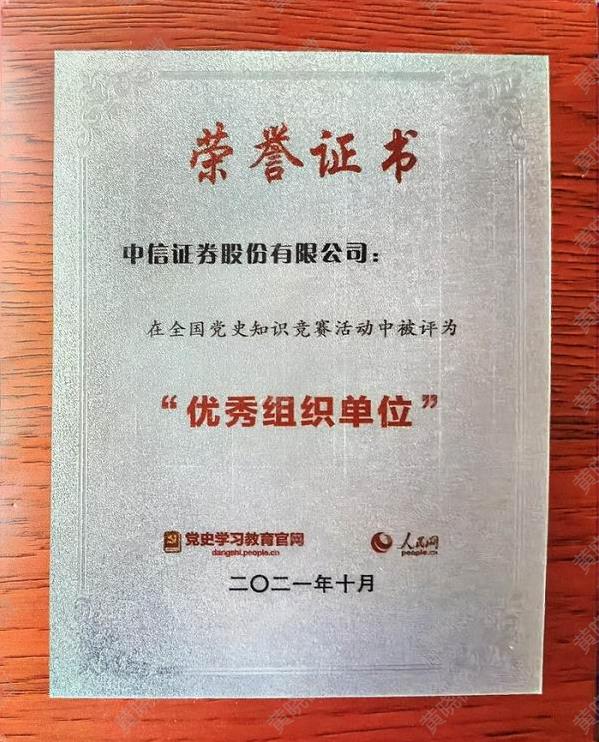 荣誉证书
中信证券股份有限公司：
在全国党史知识竞赛活动中被评为
“优秀组织单位”
党史学习教育官网 人民网
dangshi.people.cn people.cn
二〇二一年十月